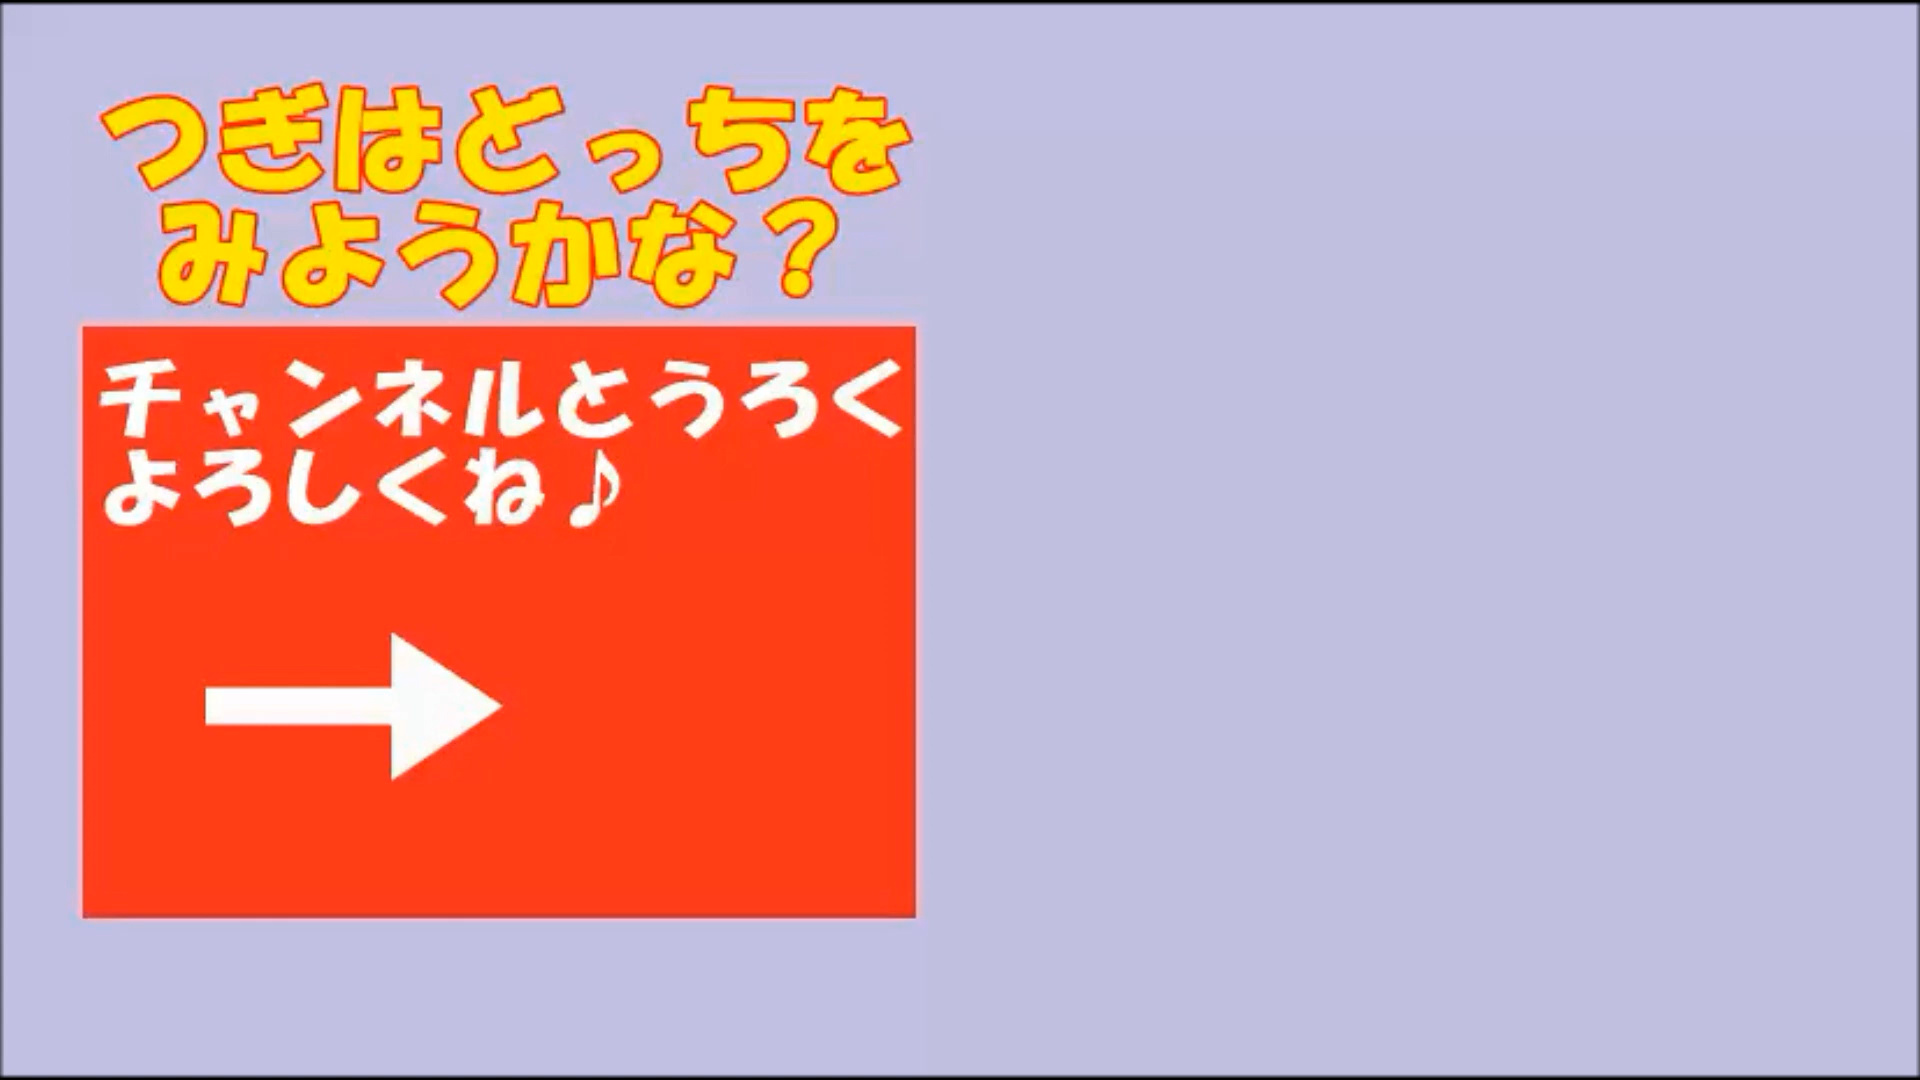 つぎはどっちを
みようかな？
チャンネルとうろく
よろしくね♪